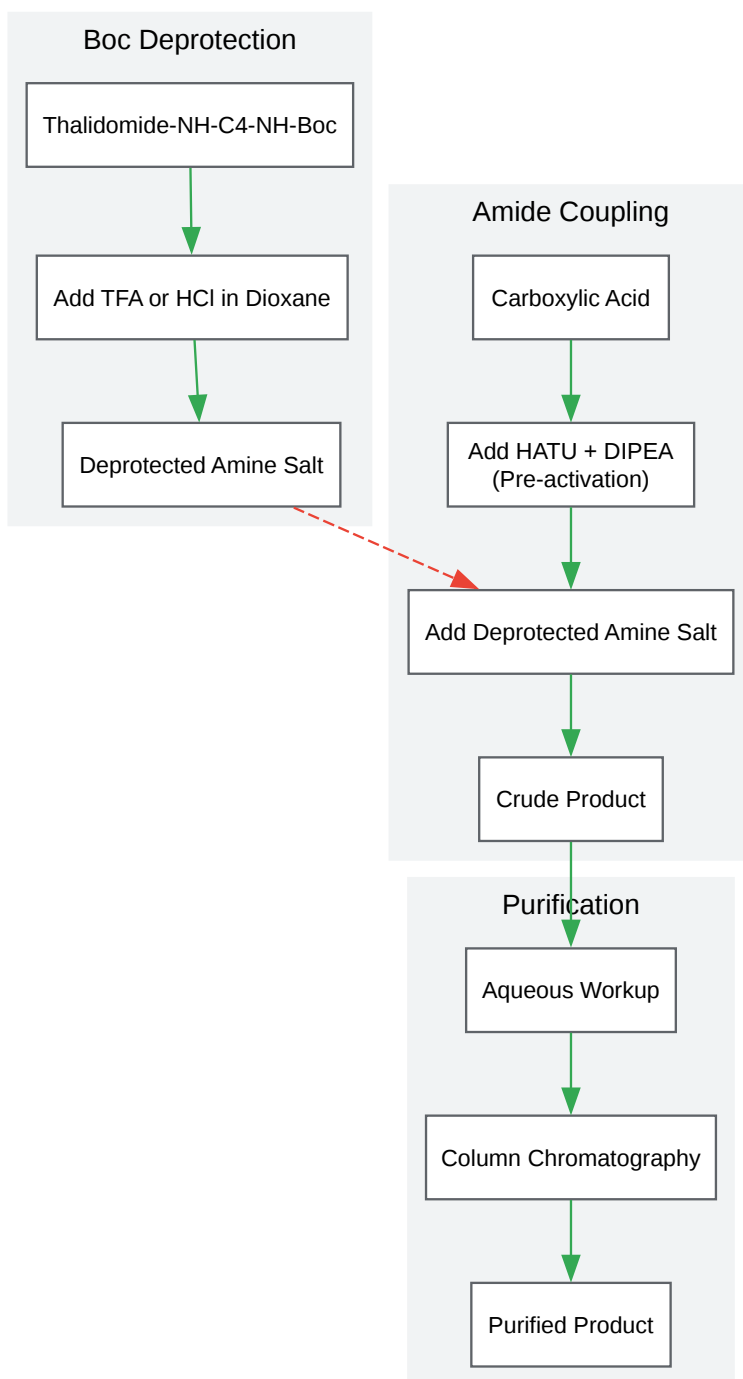 Boc Deprotection
Thalidomide-NH-C4-NH-Boc
Add TFA or HCl in Dioxane
Deprotected Amine Salt
Amide Coupling
Carboxylic Acid
Add HATU + DIPEA
(Pre-activation)
Add Deprotected Amine Salt
Crude Product
Purification
Aqueous Workup
Column Chromatography
Purified Product